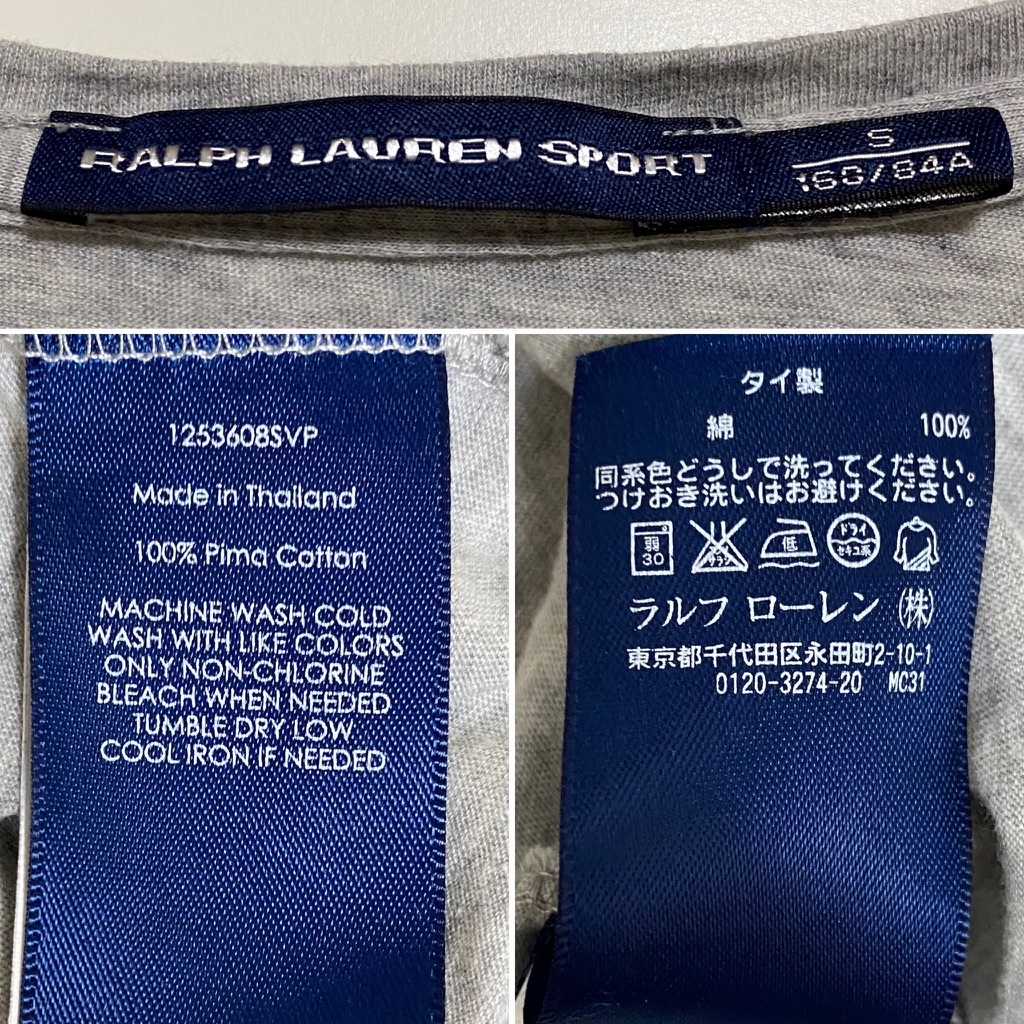 RALPH LAUREN SPORT
S
160/84A
1253608SVP
Made in Thailand
100% Pima Cotton
MACHINE WASH COLD
WASH WITH LIKE COLORS
ONLY NON-CHLORINE
BLEACH WHEN NEEDED
TUMBLE DRY LOW
COOL IRON IF NEEDED
タイ製
綿 100%
同系色どうしで洗ってください。
つけおき洗いはお避けください。
弱 30 低 ドライ セキユ系
ラルフ ローレン (株)
東京都千代田区永田町2-10-1
0120-3274-20 MC31